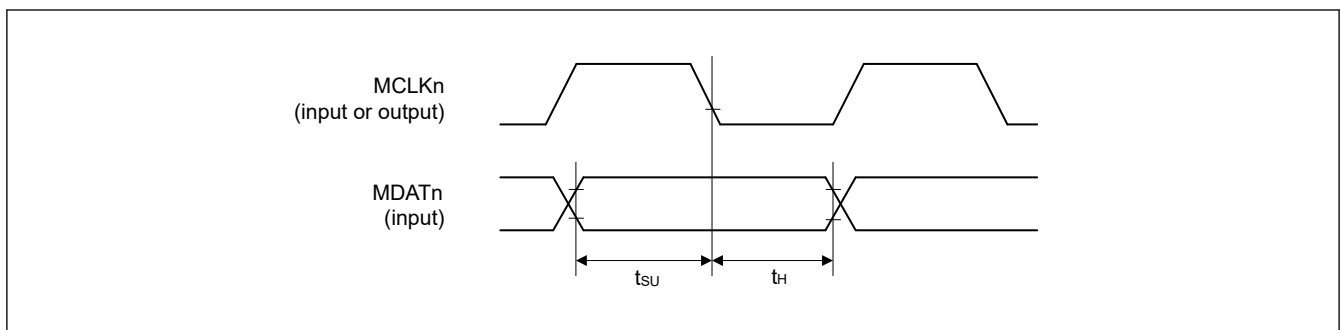 MCLKn
(input or output)
MDATn
(input)
tSU
tH